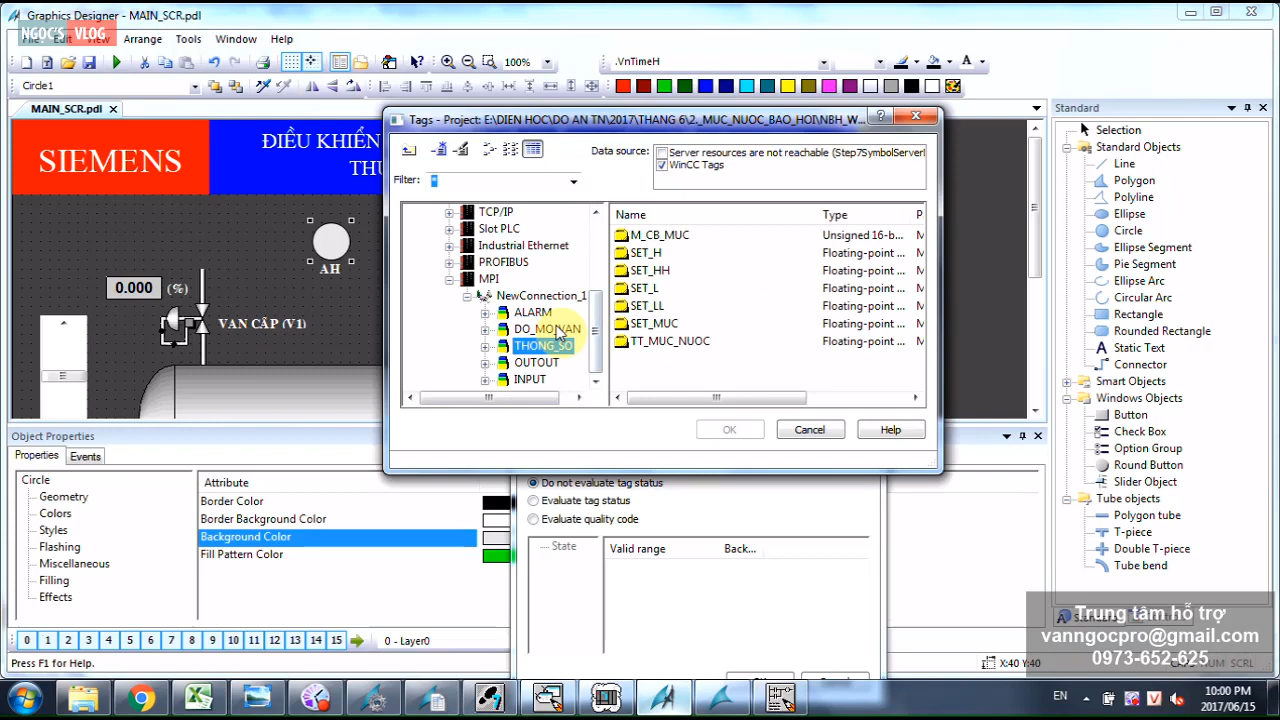 Graphics Designer - MAIN_SCR.pdl
NGOC'S VLOG
File Edit View Arrange Tools Window Help
100%
.VnTimeH
Circle1
MAIN_SCR.pdl
SIEMENS
ĐIỀU KHIỂN
THU
AH
0.000 (%)
VAN CẤP (V1)
Tags - Project: E:\DIEN HOC\DO AN TN\2017\THANG 6\2._MUC_NUOC_BAO_HOI\NBH_W...
Data source:
Server resources are not reachable (Step7SymbolServerI
WinCC Tags
Filter: *
TCP/IP
Slot PLC
Industrial Ethernet
PROFIBUS
MPI
NewConnection_1
ALARM
DO_MO_VAN
THONG_SO
OUTOUT
INPUT
Name Type P
M_CB_MUC Unsigned 16-b... M
SET_H Floating-point ... M
SET_HH Floating-point ... M
SET_L Floating-point ... M
SET_LL Floating-point ... M
SET_MUC Floating-point ... M
TT_MUC_NUOC Floating-point ... M
OK Cancel Help
Standard
Selection
Standard Objects
Line
Polygon
Polyline
Ellipse
Circle
Ellipse Segment
Pie Segment
Elliptical Arc
Circular Arc
Rectangle
Rounded Rectangle
Static Text
Connector
Smart Objects
Windows Objects
Button
Check Box
Option Group
Round Button
Slider Object
Tube objects
Polygon tube
T-piece
Double T-piece
Tube bend
Object Properties
Properties Events
Circle
Geometry
Colors
Styles
Flashing
Miscellaneous
Filling
Effects
Attribute
Border Color
Border Background Color
Background Color
Fill Pattern Color
Do not evaluate tag status
Evaluate tag status
Evaluate quality code
State
Valid range Back...
0 1 2 3 4 5 6 7 8 9 10 11 12 13 14 15 0 - Layer0
Press F1 for Help.
X:40 Y:40
Trung tâm hỗ trợ
vanngocpro@gmail.com
0973-652-625
EN
10:00 PM
2017/06/15